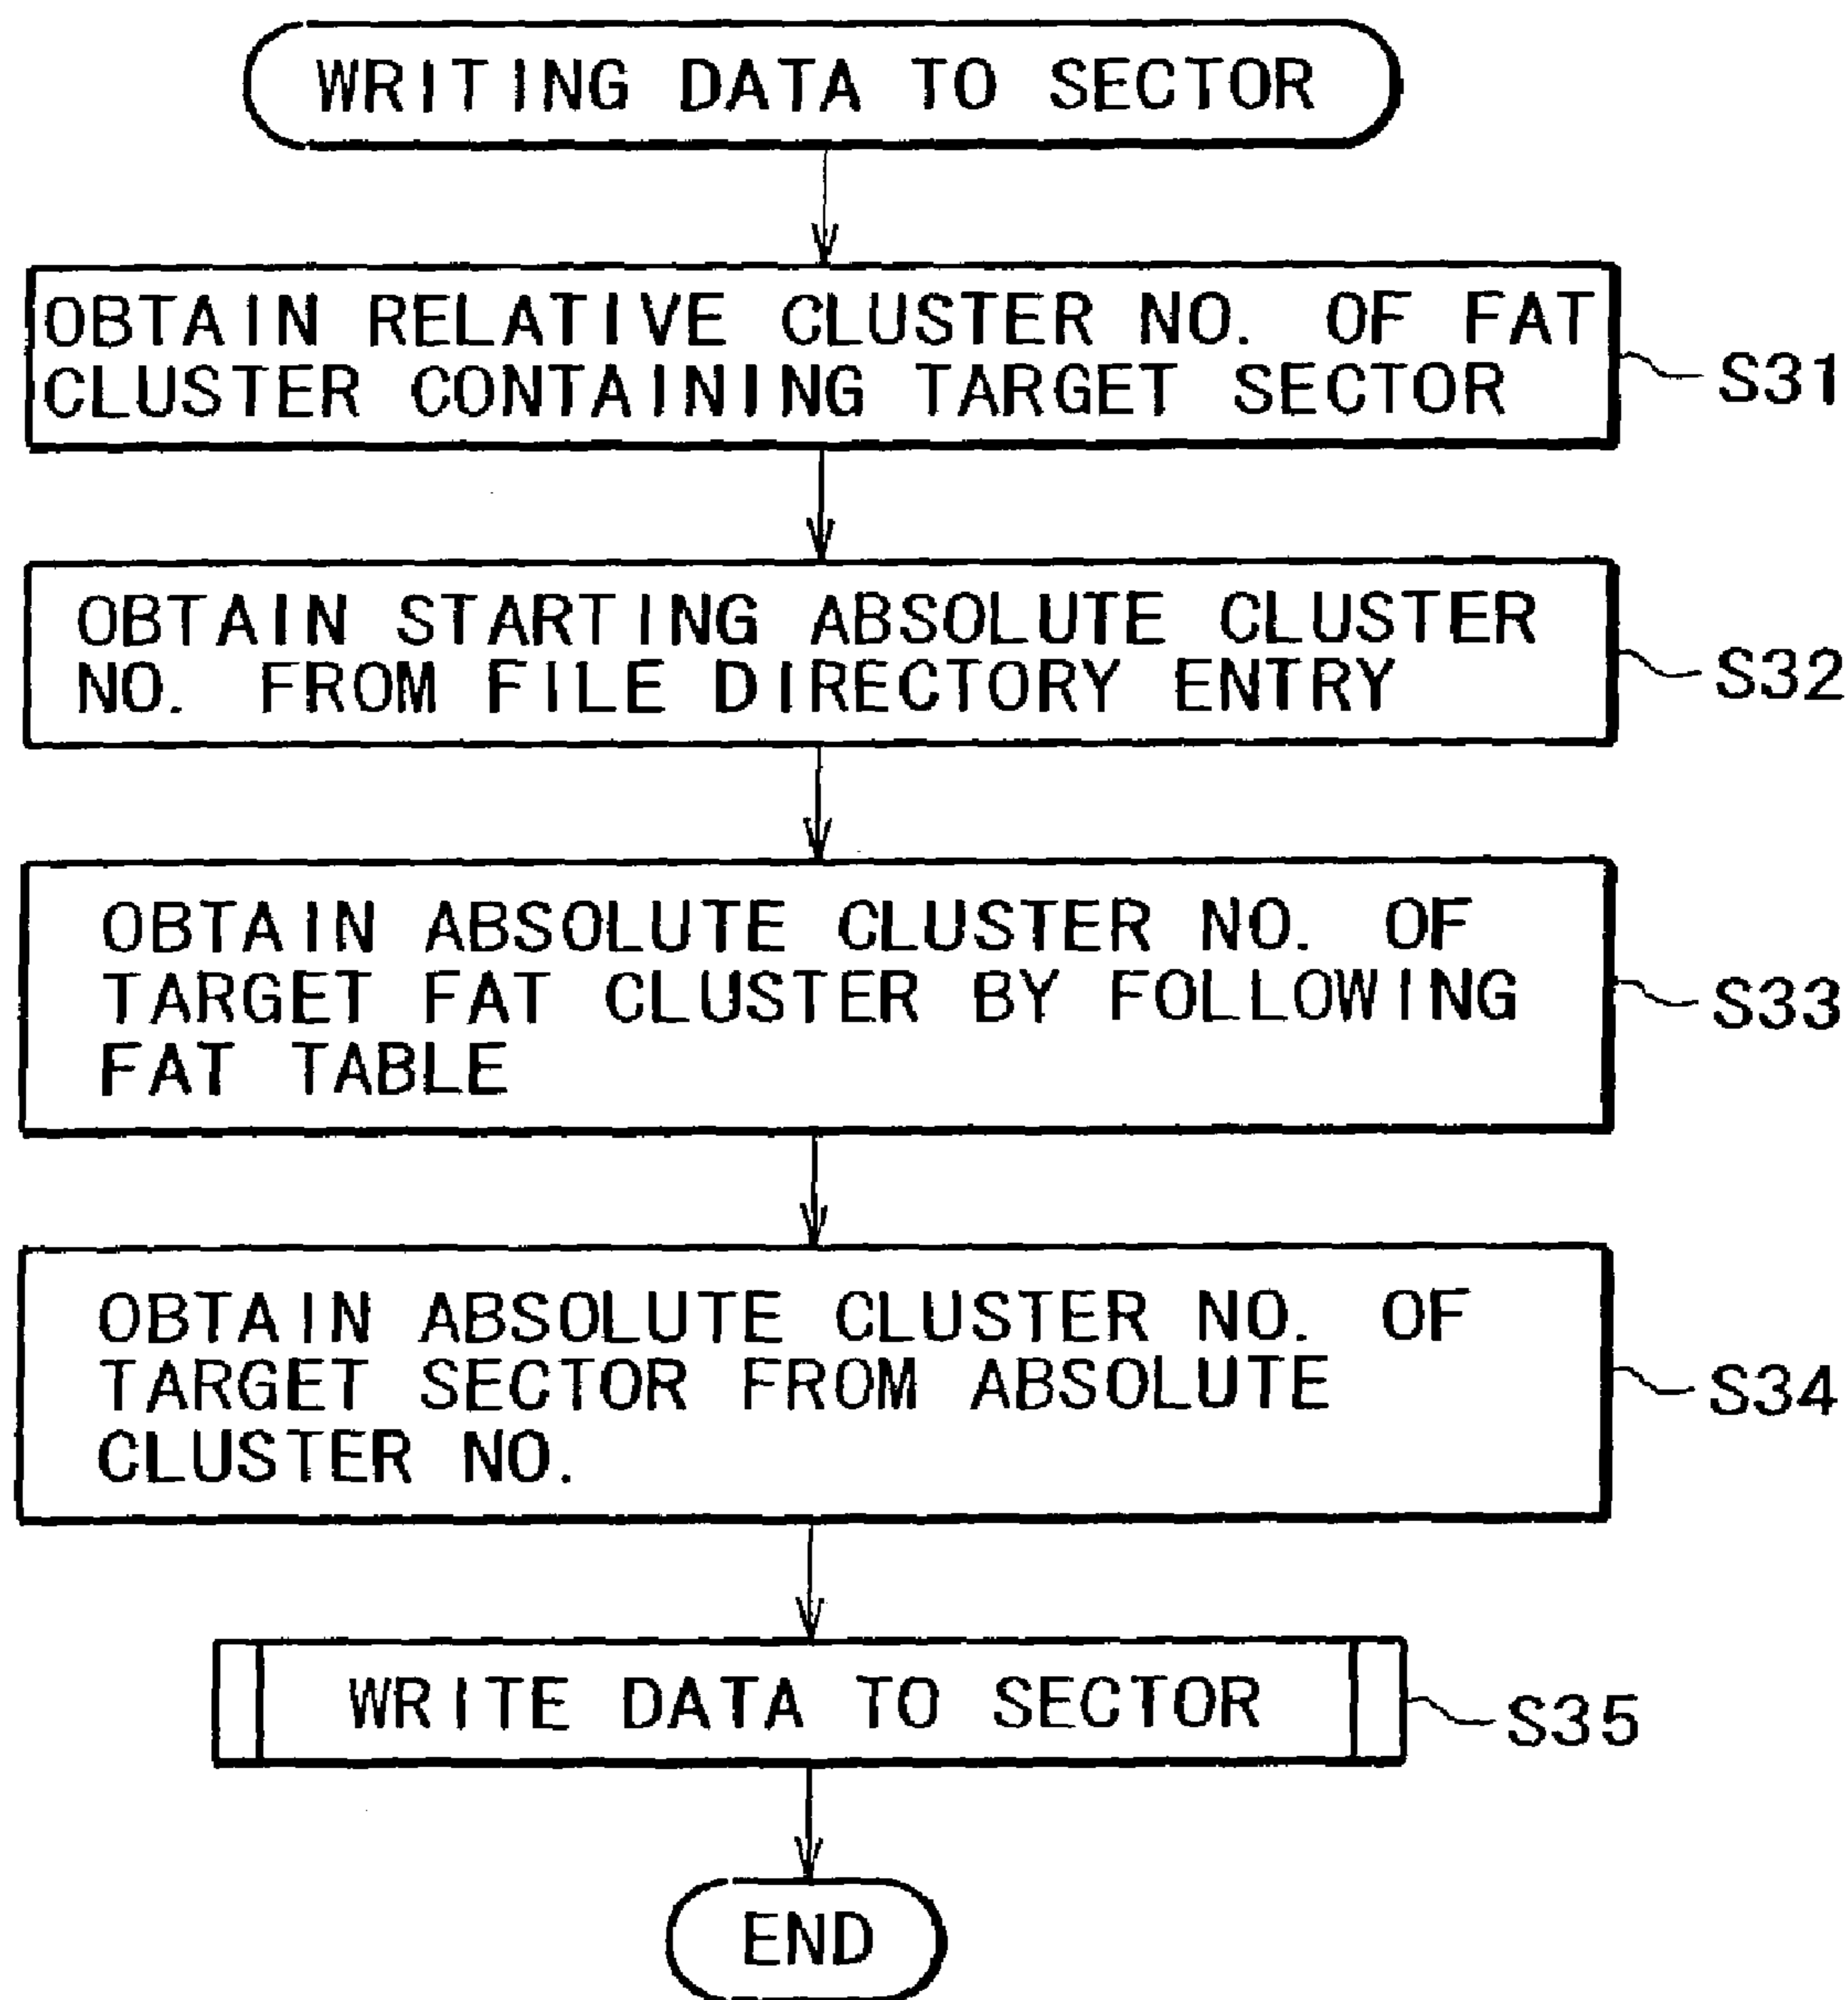 WRITING DATA TO SECTOR
OBTAIN RELATIVE CLUSTER NO. OF FAT
CLUSTER CONTAINING TARGET SECTOR
S31
OBTAIN STARTING ABSOLUTE CLUSTER
NO. FROM FILE DIRECTORY ENTRY
S32
OBTAIN ABSOLUTE CLUSTER NO. OF
TARGET FAT CLUSTER BY FOLLOWING
FAT TABLE
S33
OBTAIN ABSOLUTE CLUSTER NO. OF
TARGET SECTOR FROM ABSOLUTE
CLUSTER NO.
S34
WRITE DATA TO SECTOR
S35
END